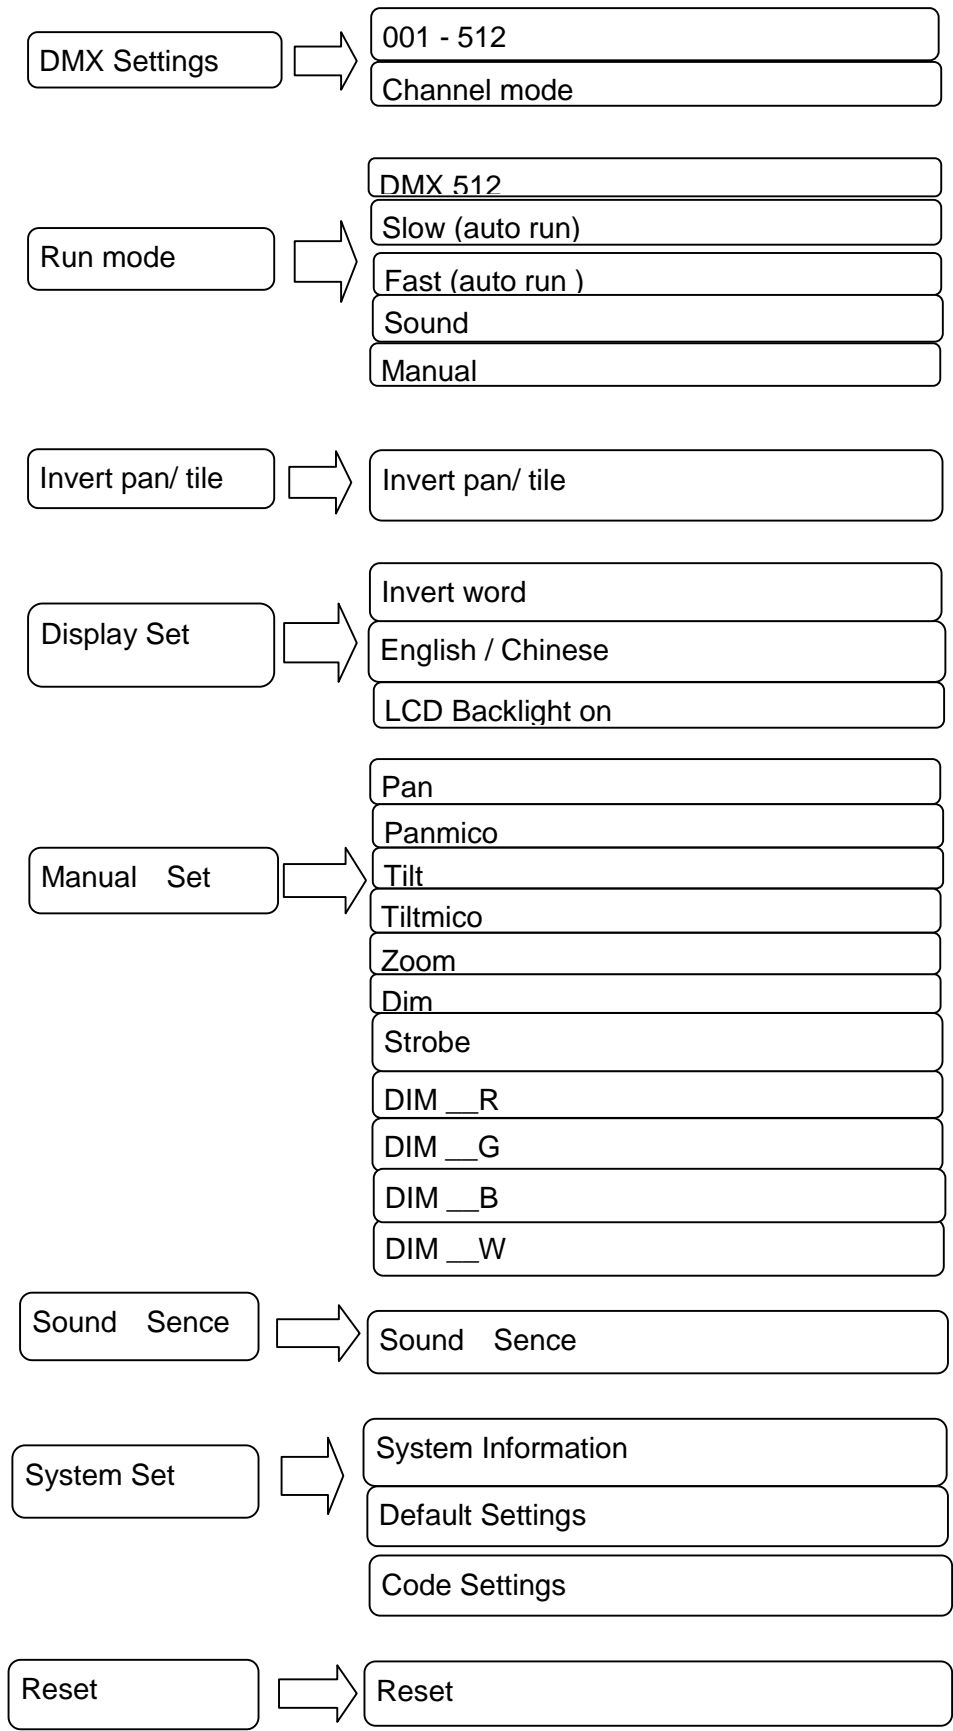 DMX Settings
001 - 512
Channel mode
Run mode
DMX 512
Slow (auto run)
Fast (auto run )
Sound
Manual
Invert pan/ tile
Invert pan/ tile
Display Set
Invert word
English / Chinese
LCD Backlight on
Manual Set
Pan
Panmico
Tilt
Tiltmico
Zoom
Dim
Strobe
DIM __R
DIM __G
DIM __B
DIM __W
Sound Sence
Sound Sence
System Set
System Information
Default Settings
Code Settings
Reset
Reset